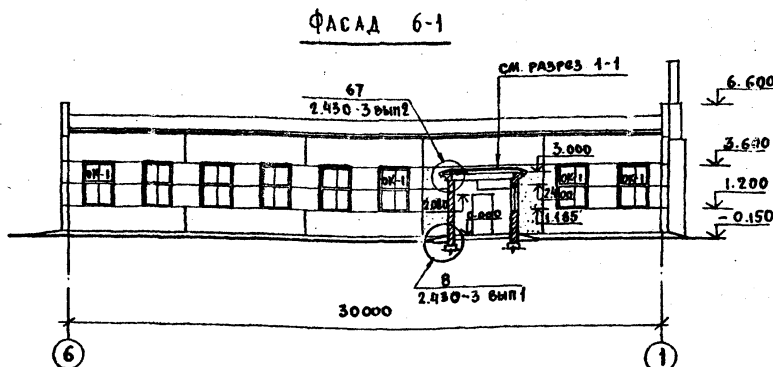 ФАСАД 6-1
СМ. РАЗРЕЗ 1-1
67
2.430-3 ВЫП2
6.600
3.600
1.200
-0.150
3.000
ОК-1
ОК-1
ОК-1
ОК-1
2400
1.185
0.000
8
2.430-3 ВЫП1
30000
6
1